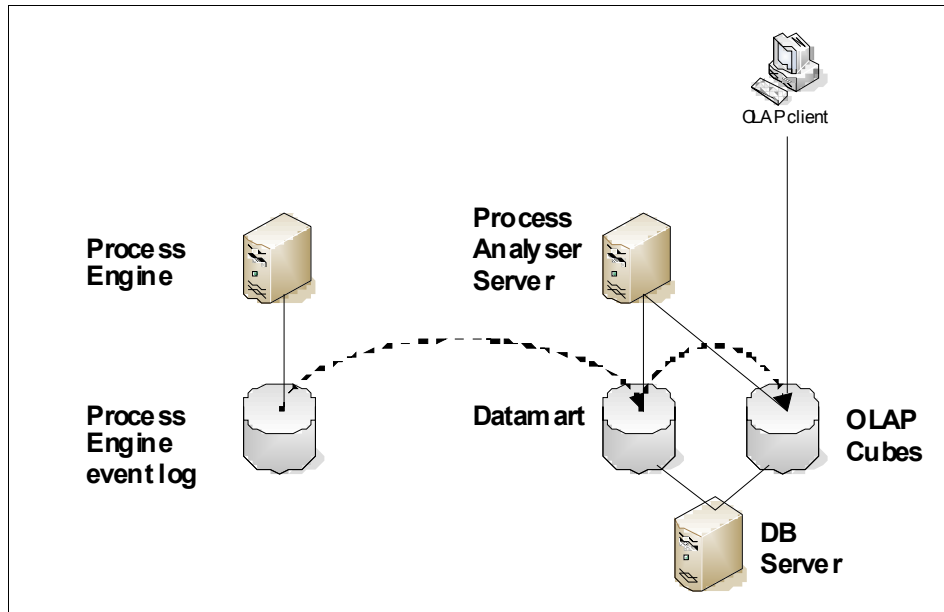 OLAP client
Process
Engine
Process
Analyser
Server
Process
Engine
event log
Datamart
OLAP
Cubes
DB
Server